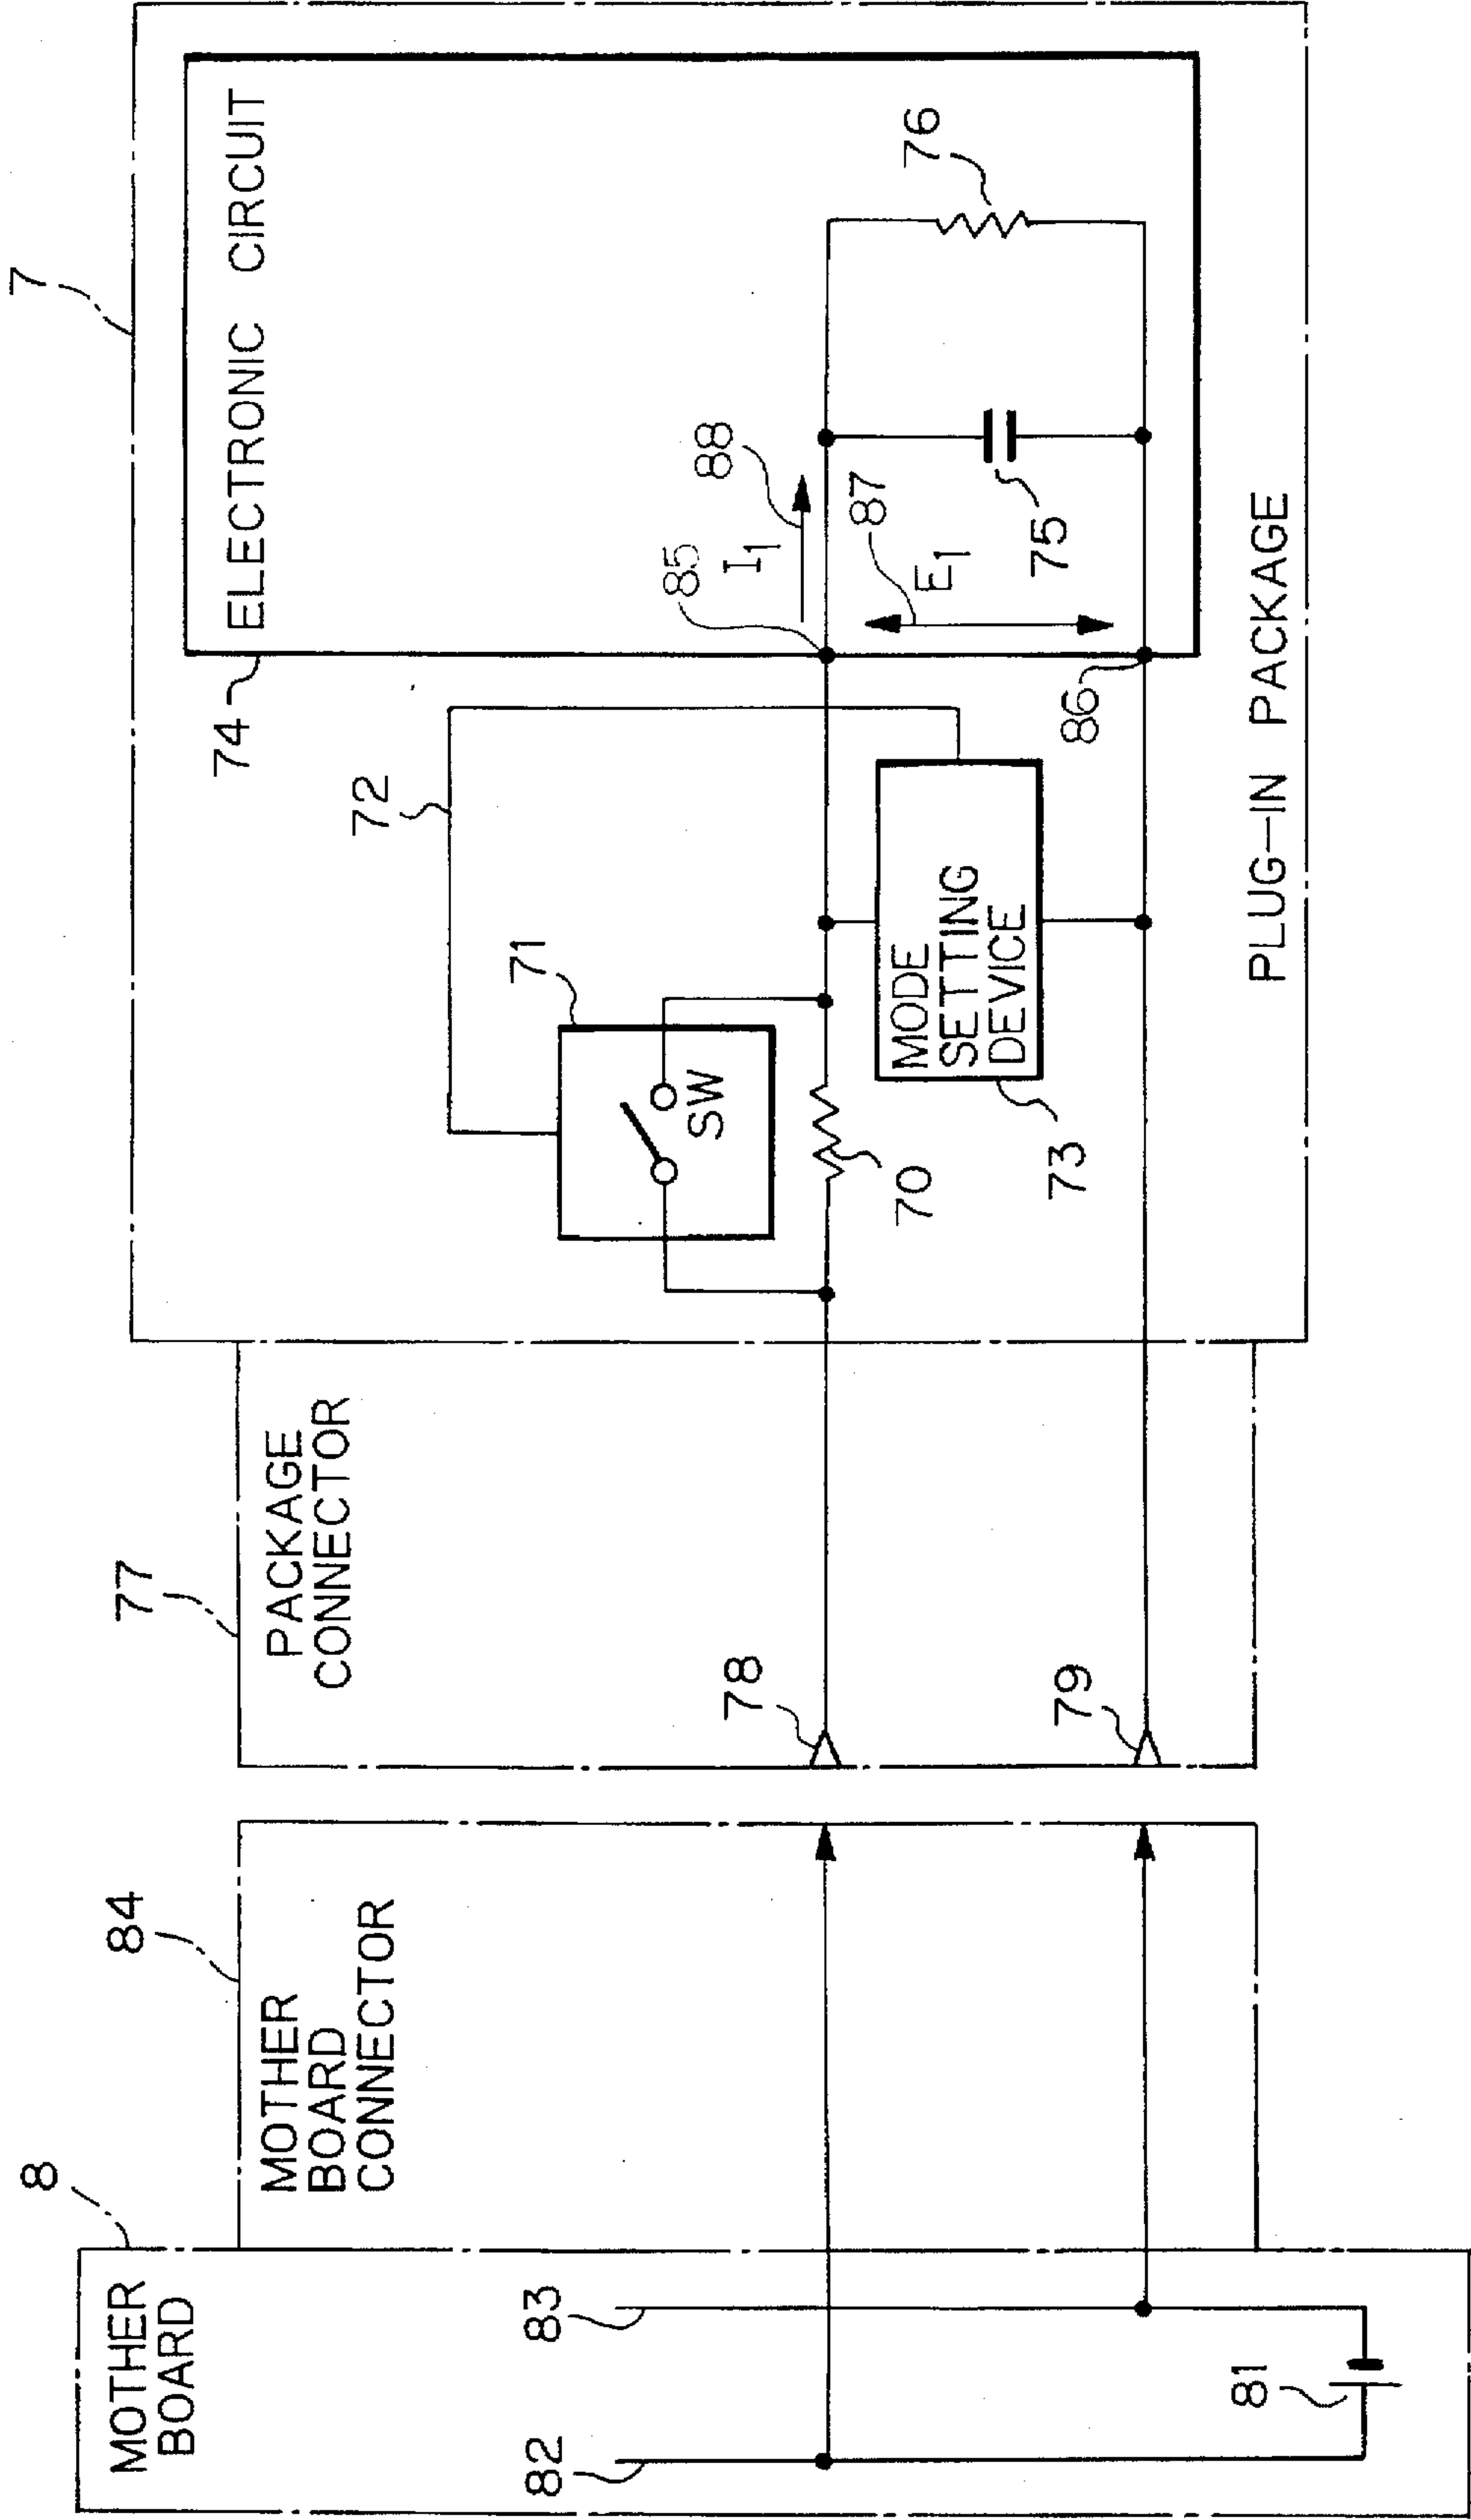 7
ELECTRONIC CIRCUIT
74
76
88
I1
85
87
E1
75
86
72
71
SW
70
MODE
SETTING
DEVICE
73
PLUG-IN PACKAGE
77
PACKAGE
CONNECTOR
78
79
84
MOTHER
BOARD
CONNECTOR
8
MOTHER
BOARD
83
82
81